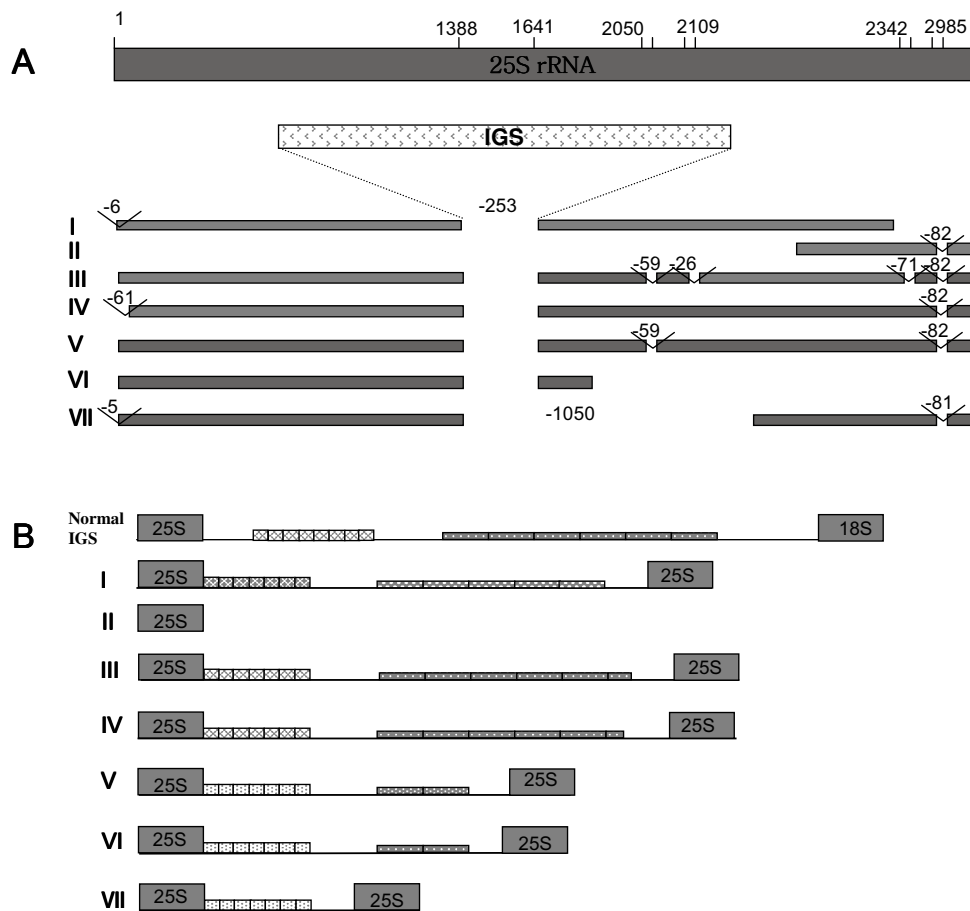 1 1388 1641 2050 2109 2342 2985
A
25S rRNA
IGS
-253
-6
I
-82
II
-59 -26 -71 -82
III
-61 -82
IV
-59 -82
V
VI
-5 -1050 -81
VII
B
Normal
IGS
25S 18S
I 25S 25S
II 25S
III 25S 25S
IV 25S 25S
V 25S 25S
VI 25S 25S
VII 25S 25S